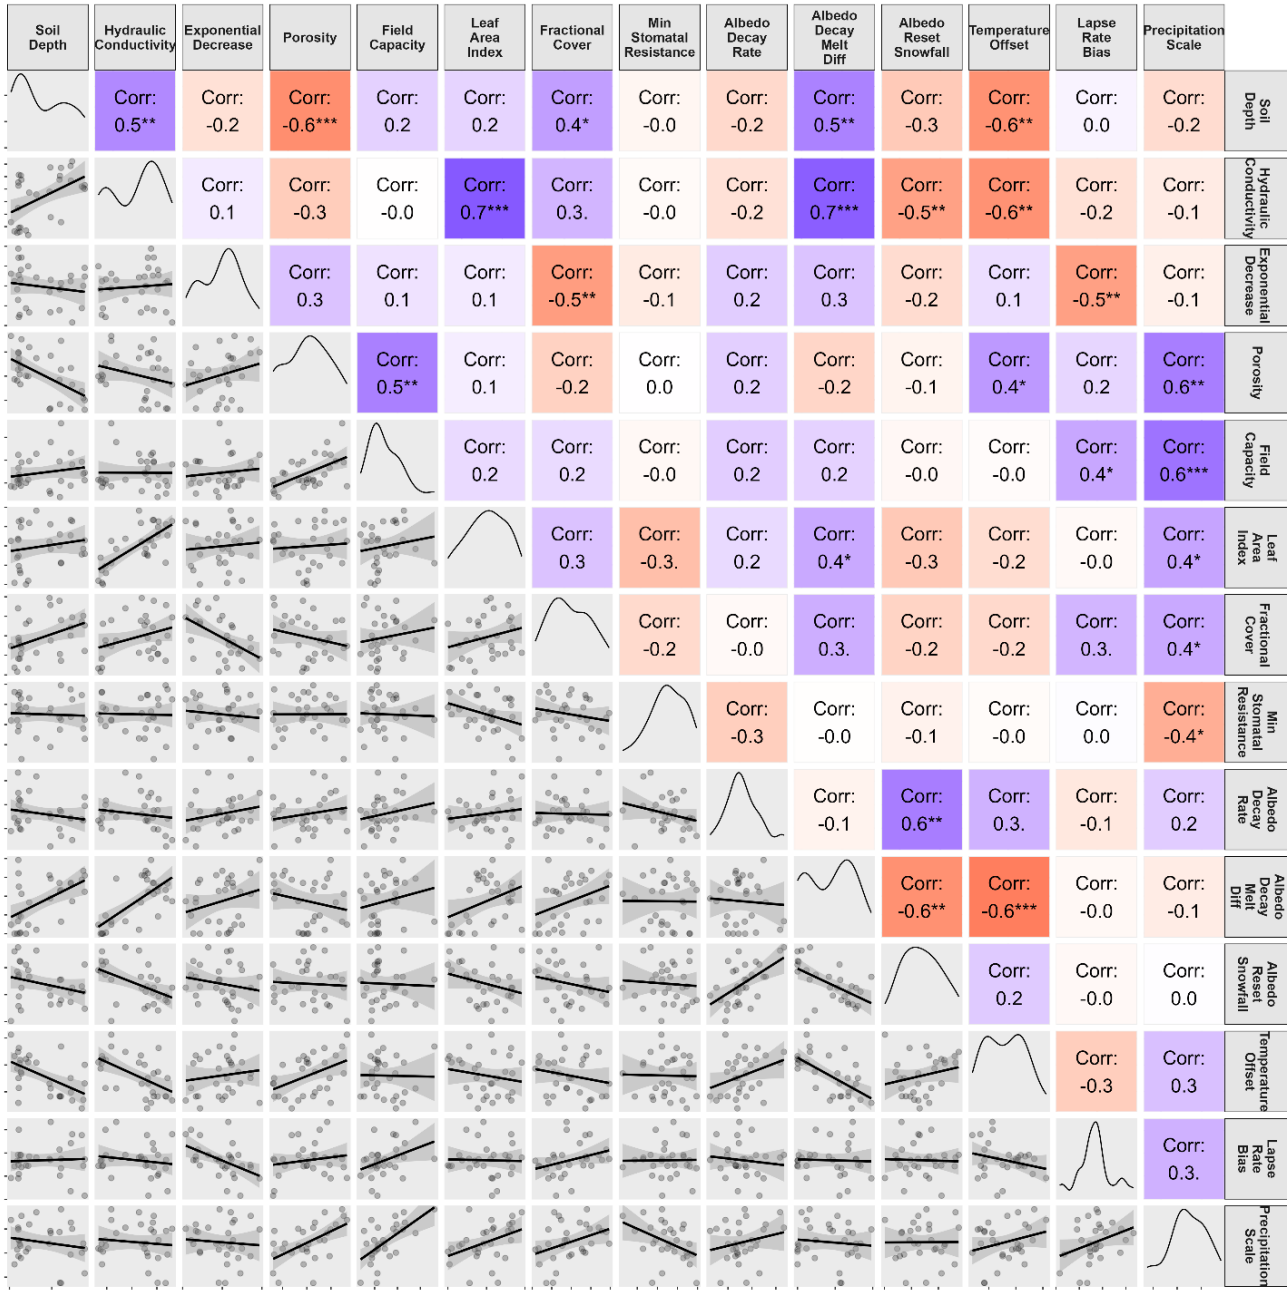 Soil
Depth
Hydraulic
Conductivity
Exponential
Decrease
Porosity
Field
Capacity
Leaf
Area
Index
Fractional
Cover
Min
Stomatal
Resistance
Albedo
Decay
Rate
Albedo
Decay
Melt
Diff
Albedo
Reset
Snowfall
Temperature
Offset
Lapse
Rate
Bias
Precipitation
Scale
Corr:
0.5**
Corr:
-0.2
Corr:
-0.6***
Corr:
0.2
Corr:
0.2
Corr:
0.4*
Corr:
-0.0
Corr:
-0.2
Corr:
0.5**
Corr:
-0.3
Corr:
-0.6**
Corr:
0.0
Corr:
-0.2
Soil
Depth
Corr:
0.1
Corr:
-0.3
Corr:
-0.0
Corr:
0.7***
Corr:
0.3.
Corr:
-0.0
Corr:
-0.2
Corr:
0.7***
Corr:
-0.5**
Corr:
-0.6**
Corr:
-0.2
Corr:
-0.1
Hydraulic
Conductivity
Corr:
0.3
Corr:
0.1
Corr:
0.1
Corr:
-0.5**
Corr:
-0.1
Corr:
0.2
Corr:
0.3
Corr:
-0.2
Corr:
0.1
Corr:
-0.5**
Corr:
-0.1
Exponential
Decrease
Corr:
0.5**
Corr:
0.1
Corr:
-0.2
Corr:
0.0
Corr:
0.2
Corr:
-0.2
Corr:
-0.1
Corr:
0.4*
Corr:
0.2
Corr:
0.6**
Porosity
Corr:
0.2
Corr:
0.2
Corr:
-0.0
Corr:
0.2
Corr:
0.2
Corr:
-0.0
Corr:
-0.0
Corr:
0.4*
Corr:
0.6***
Field
Capacity
Corr:
0.3
Corr:
-0.3.
Corr:
0.2
Corr:
0.4*
Corr:
-0.3
Corr:
-0.2
Corr:
-0.0
Corr:
0.4*
Leaf
Area
Index
Corr:
-0.2
Corr:
-0.0
Corr:
0.3.
Corr:
-0.2
Corr:
-0.2
Corr:
0.3.
Corr:
0.4*
Fractional
Cover
Corr:
-0.3
Corr:
-0.0
Corr:
-0.1
Corr:
-0.0
Corr:
0.0
Corr:
-0.4*
Min
Stomatal
Resistance
Corr:
-0.1
Corr:
0.6**
Corr:
0.3.
Corr:
-0.1
Corr:
0.2
Albedo
Decay
Rate
Corr:
-0.6**
Corr:
-0.6***
Corr:
-0.0
Corr:
-0.1
Albedo
Decay
Melt
Diff
Corr:
0.2
Corr:
-0.0
Corr:
0.0
Albedo
Reset
Snowfall
Corr:
-0.3
Corr:
0.3
Temperature
Offset
Corr:
0.3.
Lapse
Rate
Bias
Precipitation
Scale